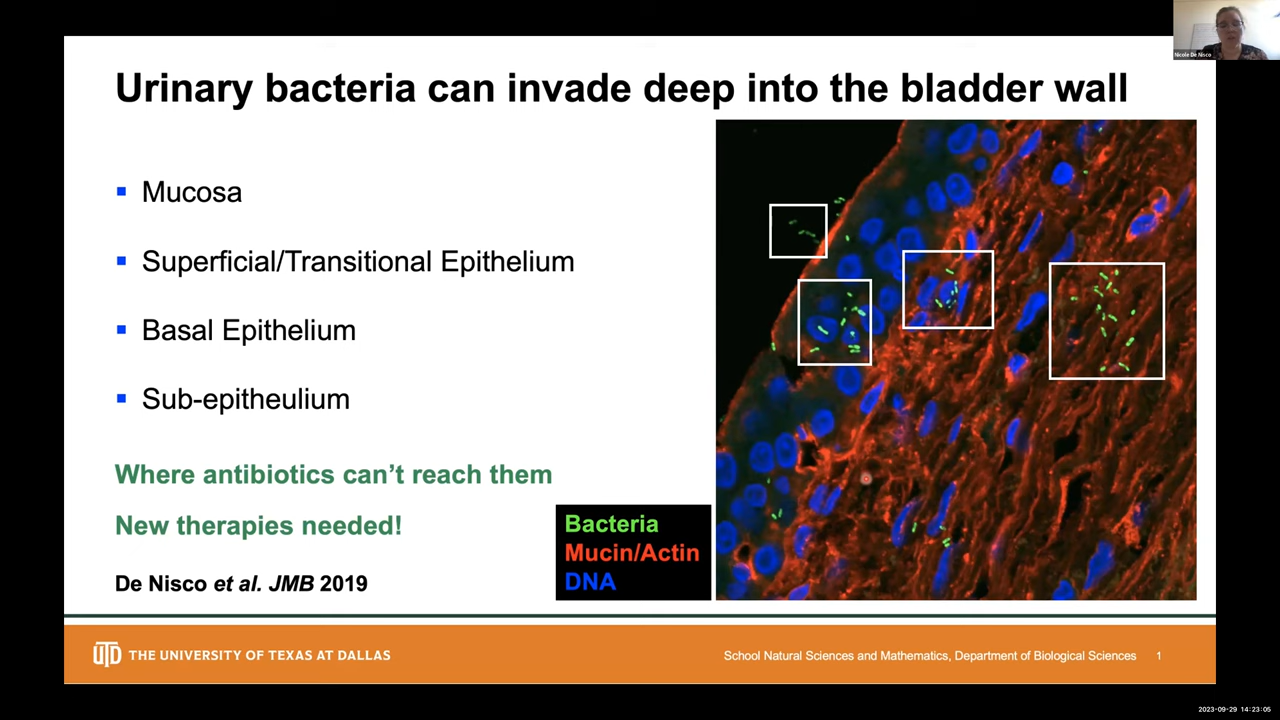 Nicole De Nisco
Urinary bacteria can invade deep into the bladder wall
Mucosa
Superficial/Transitional Epithelium
Basal Epithelium
Sub-epitheulium
Where antibiotics can’t reach them
New therapies needed!
De Nisco et al. JMB 2019
Bacteria
Mucin/Actin
DNA
UTD THE UNIVERSITY OF TEXAS AT DALLAS
School Natural Sciences and Mathematics, Department of Biological Sciences 1
2023-09-29 14:23:05